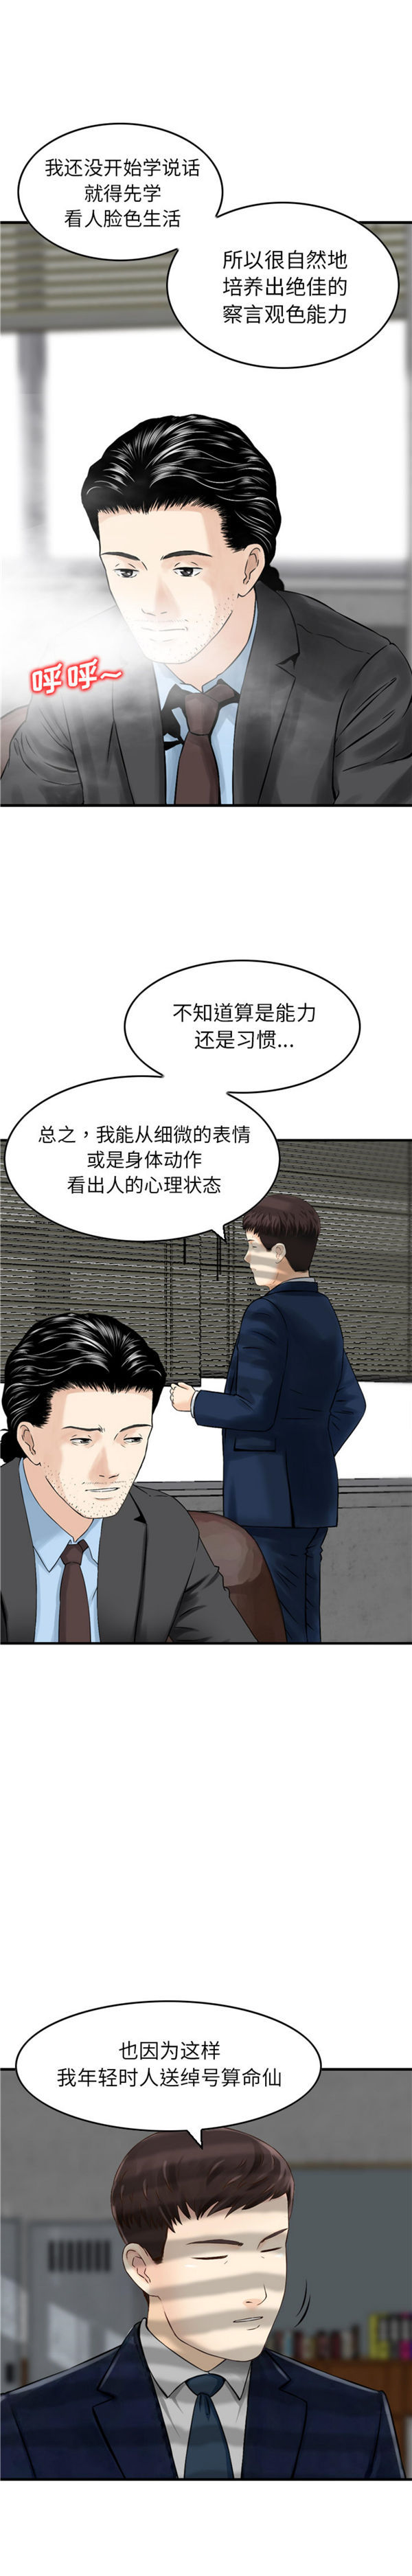 我还没开始学说话
就得先学
看人脸色生活
所以很自然地
培养出绝佳的
察言观色能力
呼呼~
不知道算是能力
还是习惯...
总之，我能从细微的表情
或是身体动作
看出人的心理状态
也因为这样
我年轻时人送绰号算命仙